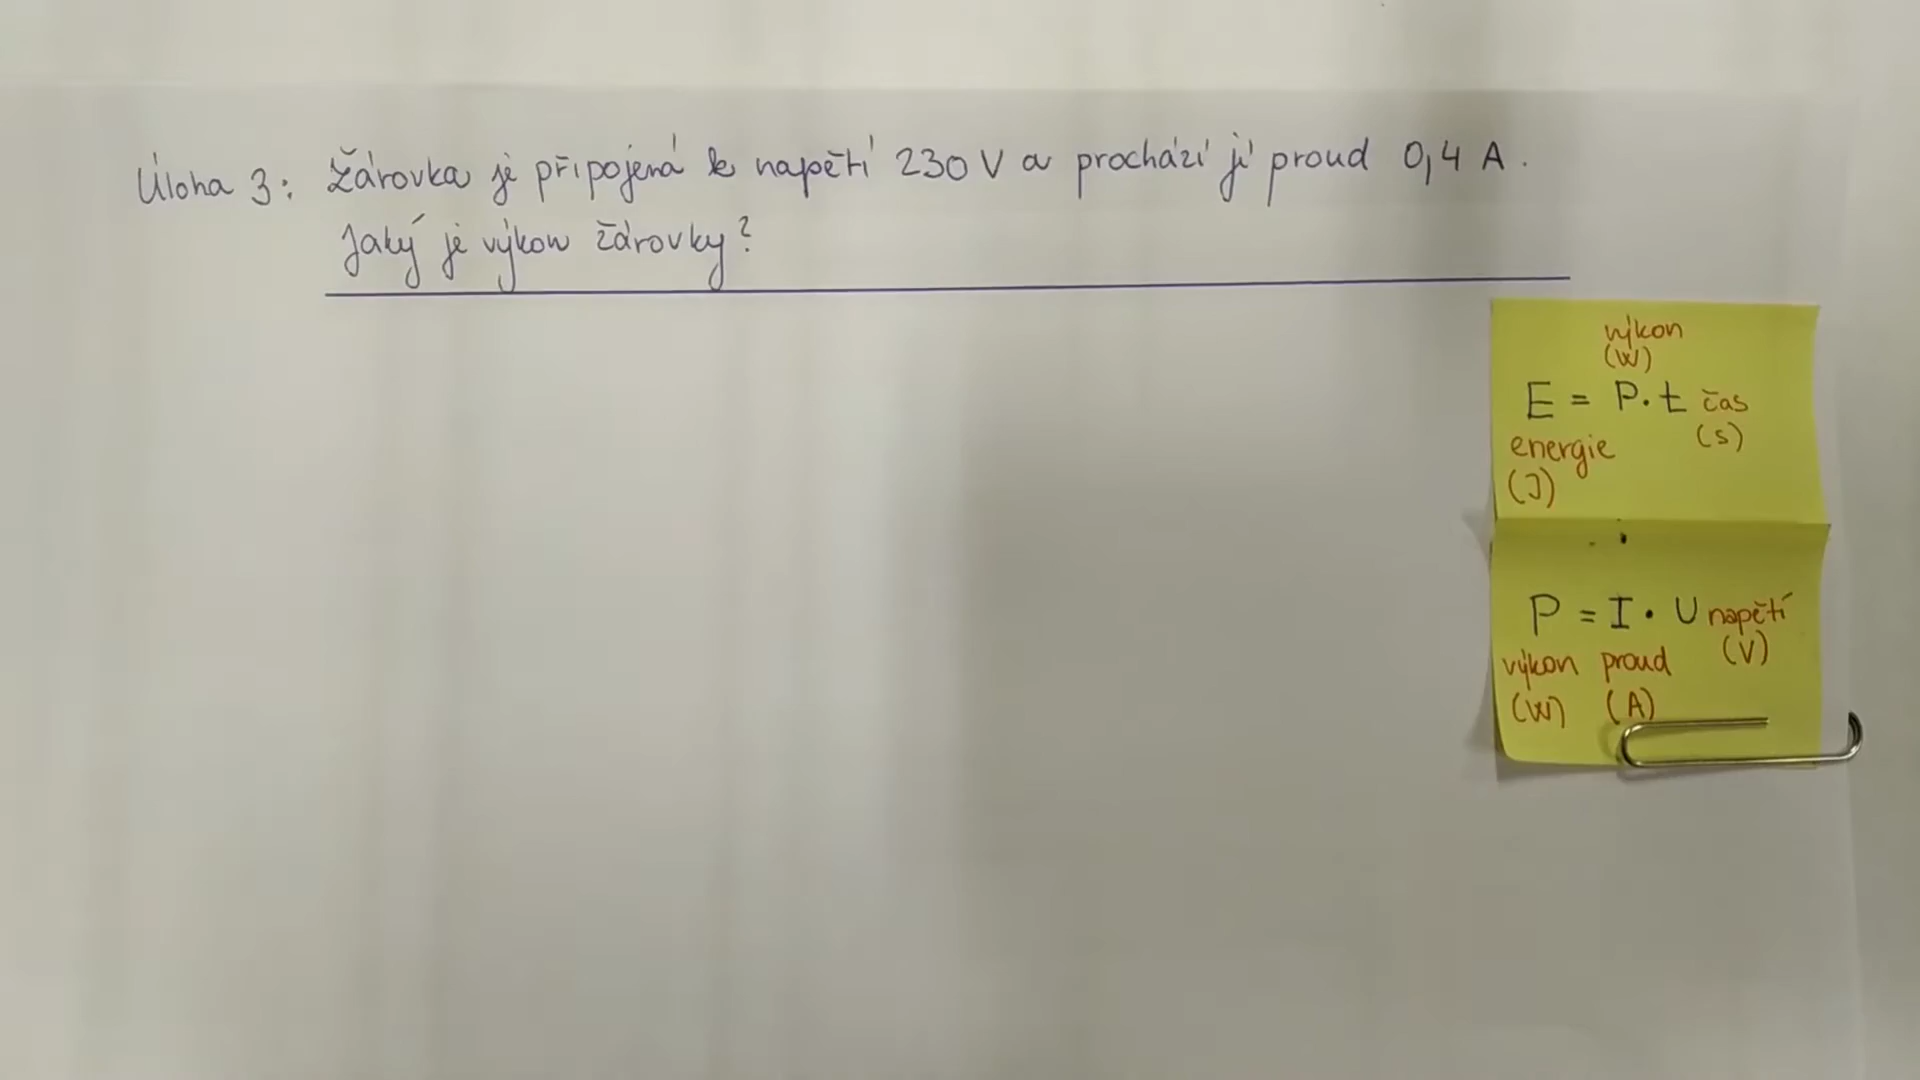 Úloha 3: Žárovka je připojená k napětí 230 V a prochází jí proud 0,4 A.
Jaký je výkon žárovky?
výkon
(W)
E = P.t čas
(s)
energie
(J)
P = I . U napětí
(V)
výkon proud
(W) (A)